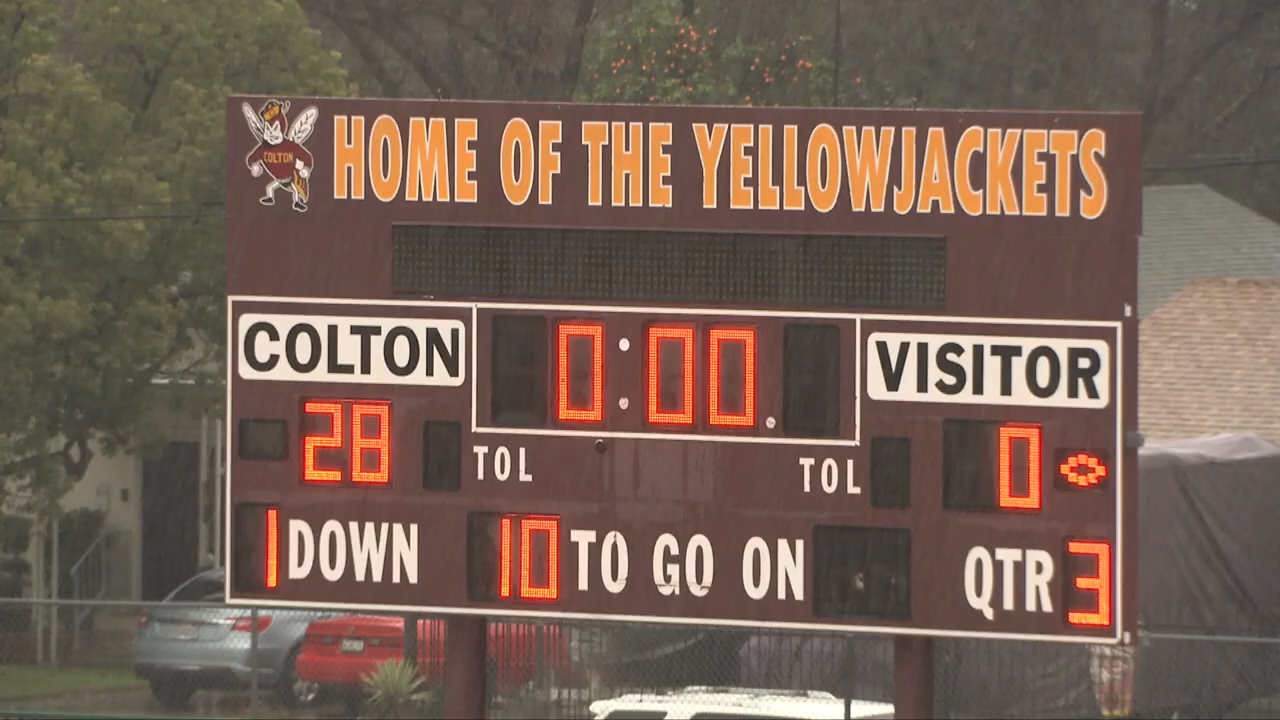 COLTON
HOME OF THE YELLOWJACKETS
COLTON 0:00 VISITOR
28 TOL TOL 0
1 DOWN 10 TO GO ON QTR 3